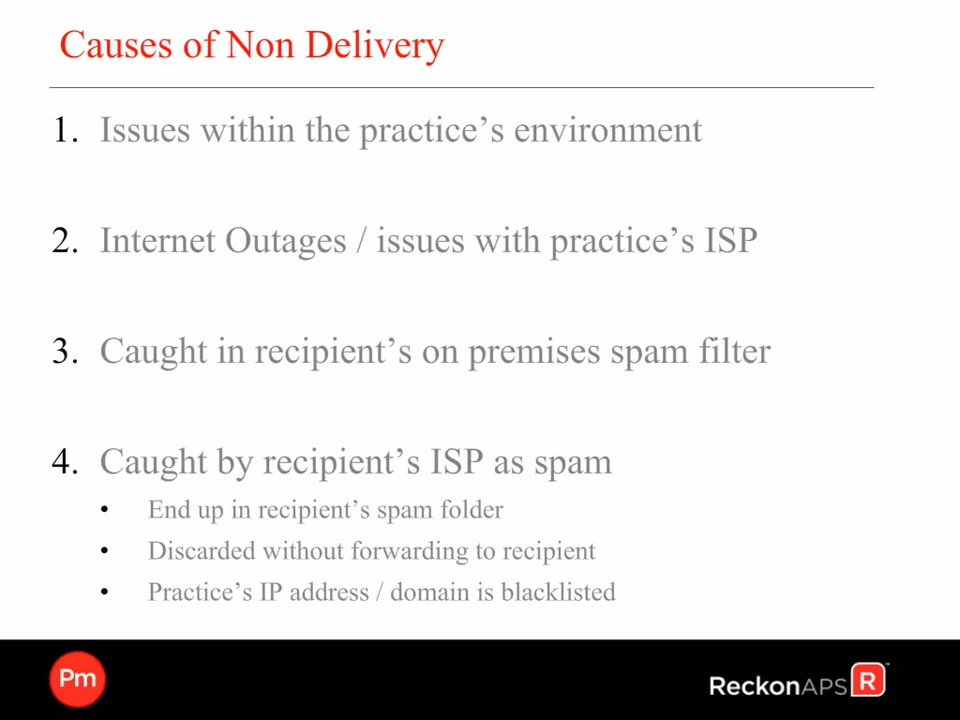 Causes of Non Delivery
1. Issues within the practice’s environment
2. Internet Outages / issues with practice’s ISP
3. Caught in recipient’s on premises spam filter
4. Caught by recipient’s ISP as spam
• End up in recipient’s spam folder
• Discarded without forwarding to recipient
• Practice’s IP address / domain is blacklisted
Pm
ReckonAPS R™